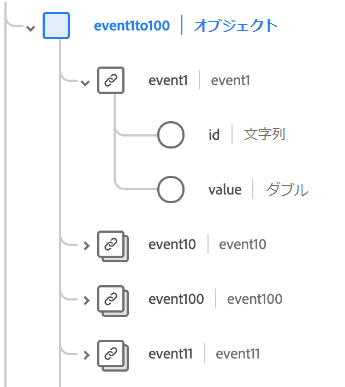 event1to100 オブジェクト
event1 event1
id 文字列
value ダブル
event10 event10
event100 event100
event11 event11